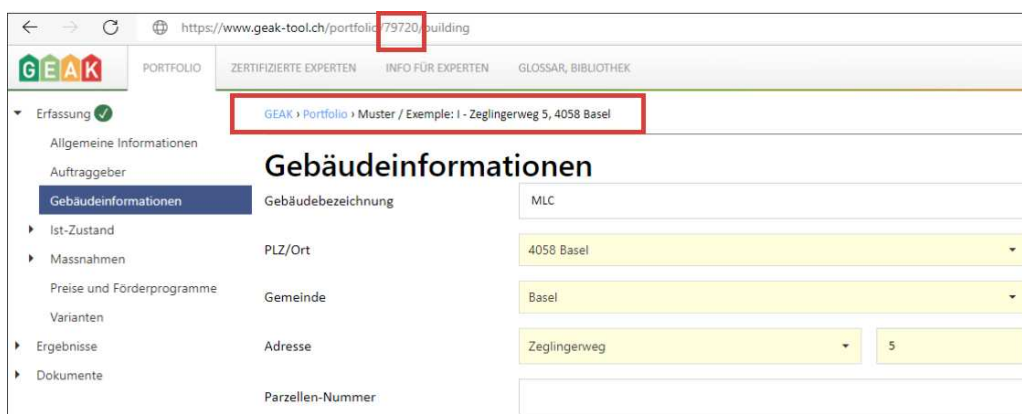 https://www.geak-tool.ch/portfolio/79720/building
GEAK PORTFOLIO ZERTIFIZIERTE EXPERTEN INFO FÜR EXPERTEN GLOSSAR, BIBLIOTHEK
Erfassung
GEAK › Portfolio › Muster / Exemple: I - Zeglingerweg 5, 4058 Basel
Allgemeine Informationen
Auftraggeber
Gebäudeinformationen
Ist-Zustand
Massnahmen
Preise und Förderprogramme
Varianten
Ergebnisse
Dokumente
Gebäudeinformationen
Gebäudebezeichnung MLC
PLZ/Ort 4058 Basel
Gemeinde Basel
Adresse Zeglingerweg 5
Parzellen-Nummer